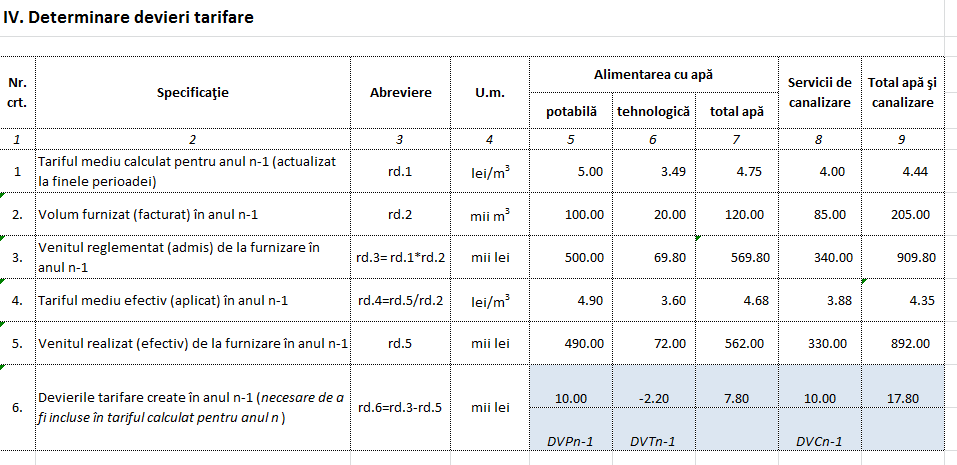 IV. Determinare devieri tarifare
Nr. crt. Specificaţie Abreviere U.m. Alimentarea cu apă Servicii de canalizare Total apă şi canalizare
potabilă tehnologică total apă
1 2 3 4 5 6 7 8 9
1 Tariful mediu calculat pentru anul n-1 (actualizat la finele perioadei) rd.1 lei/m³ 5.00 3.49 4.75 4.00 4.44
2. Volum furnizat (facturat) în anul n-1 rd.2 mii m³ 100.00 20.00 120.00 85.00 205.00
3. Venitul reglementat (admis) de la furnizare în anul n-1 rd.3= rd.1*rd.2 mii lei 500.00 69.80 569.80 340.00 909.80
4. Tariful mediu efectiv (aplicat) în anul n-1 rd.4=rd.5/rd.2 lei/m³ 4.90 3.60 4.68 3.88 4.35
5. Venitul realizat (efectiv) de la furnizare în anul n-1 rd.5 mii lei 490.00 72.00 562.00 330.00 892.00
6. Devierile tarifare create în anul n-1 (necesare de a fi incluse în tariful calculat pentru anul n) rd.6=rd.3-rd.5 mii lei 10.00 -2.20 7.80 10.00 17.80
DVPn-1 DVTn-1 DVCn-1